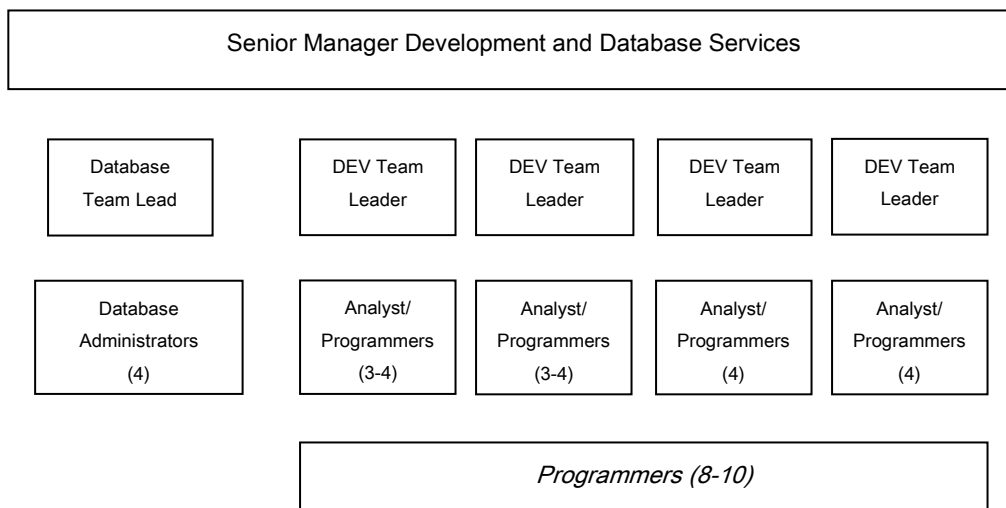 Senior Manager Development and Database Services
Database
Team Lead
DEV Team
Leader
DEV Team
Leader
DEV Team
Leader
DEV Team
Leader
Database
Administrators
(4)
Analyst/
Programmers
(3-4)
Analyst/
Programmers
(3-4)
Analyst/
Programmers
(4)
Analyst/
Programmers
(4)
Programmers (8-10)